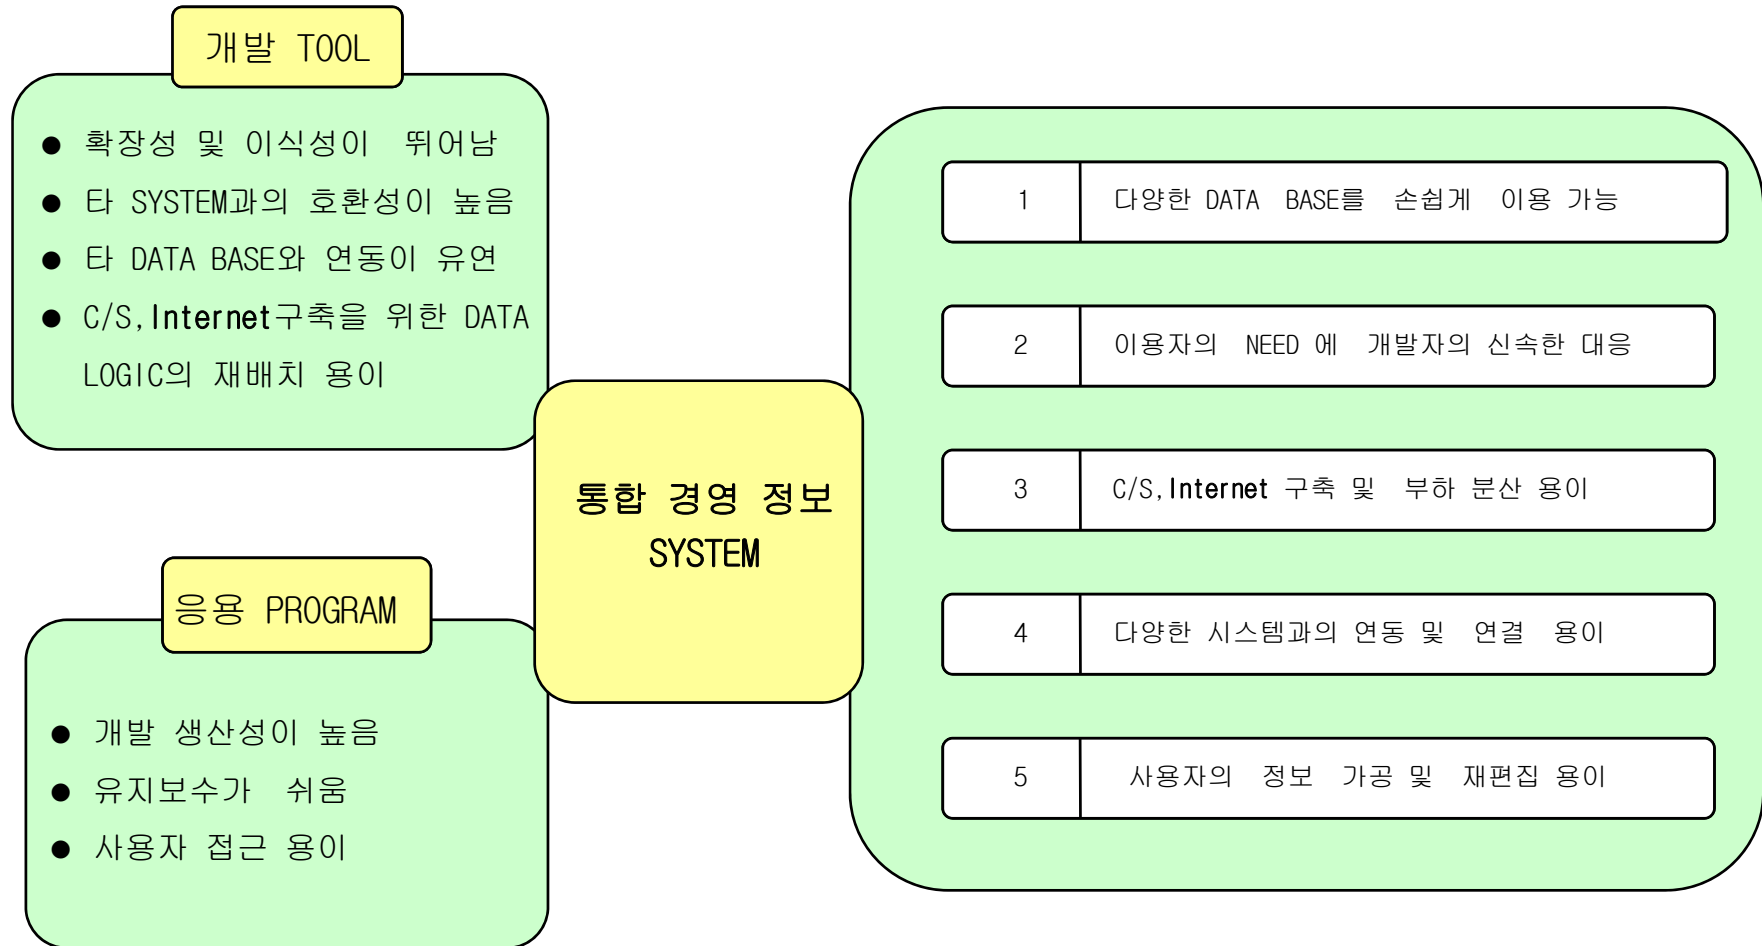 개발 TOOL
● 확장성 및 이식성이 뛰어남
● 타 SYSTEM과의 호환성이 높음
● 타 DATA BASE와 연동이 유연
● C/S,Internet구축을 위한 DATA
LOGIC의 재배치 용이
응용 PROGRAM
● 개발 생산성이 높음
● 유지보수가 쉬움
● 사용자 접근 용이
통합 경영 정보
SYSTEM
1 다양한 DATA BASE를 손쉽게 이용 가능
2 이용자의 NEED 에 개발자의 신속한 대응
3 C/S,Internet 구축 및 부하 분산 용이
4 다양한 시스템과의 연동 및 연결 용이
5 사용자의 정보 가공 및 재편집 용이